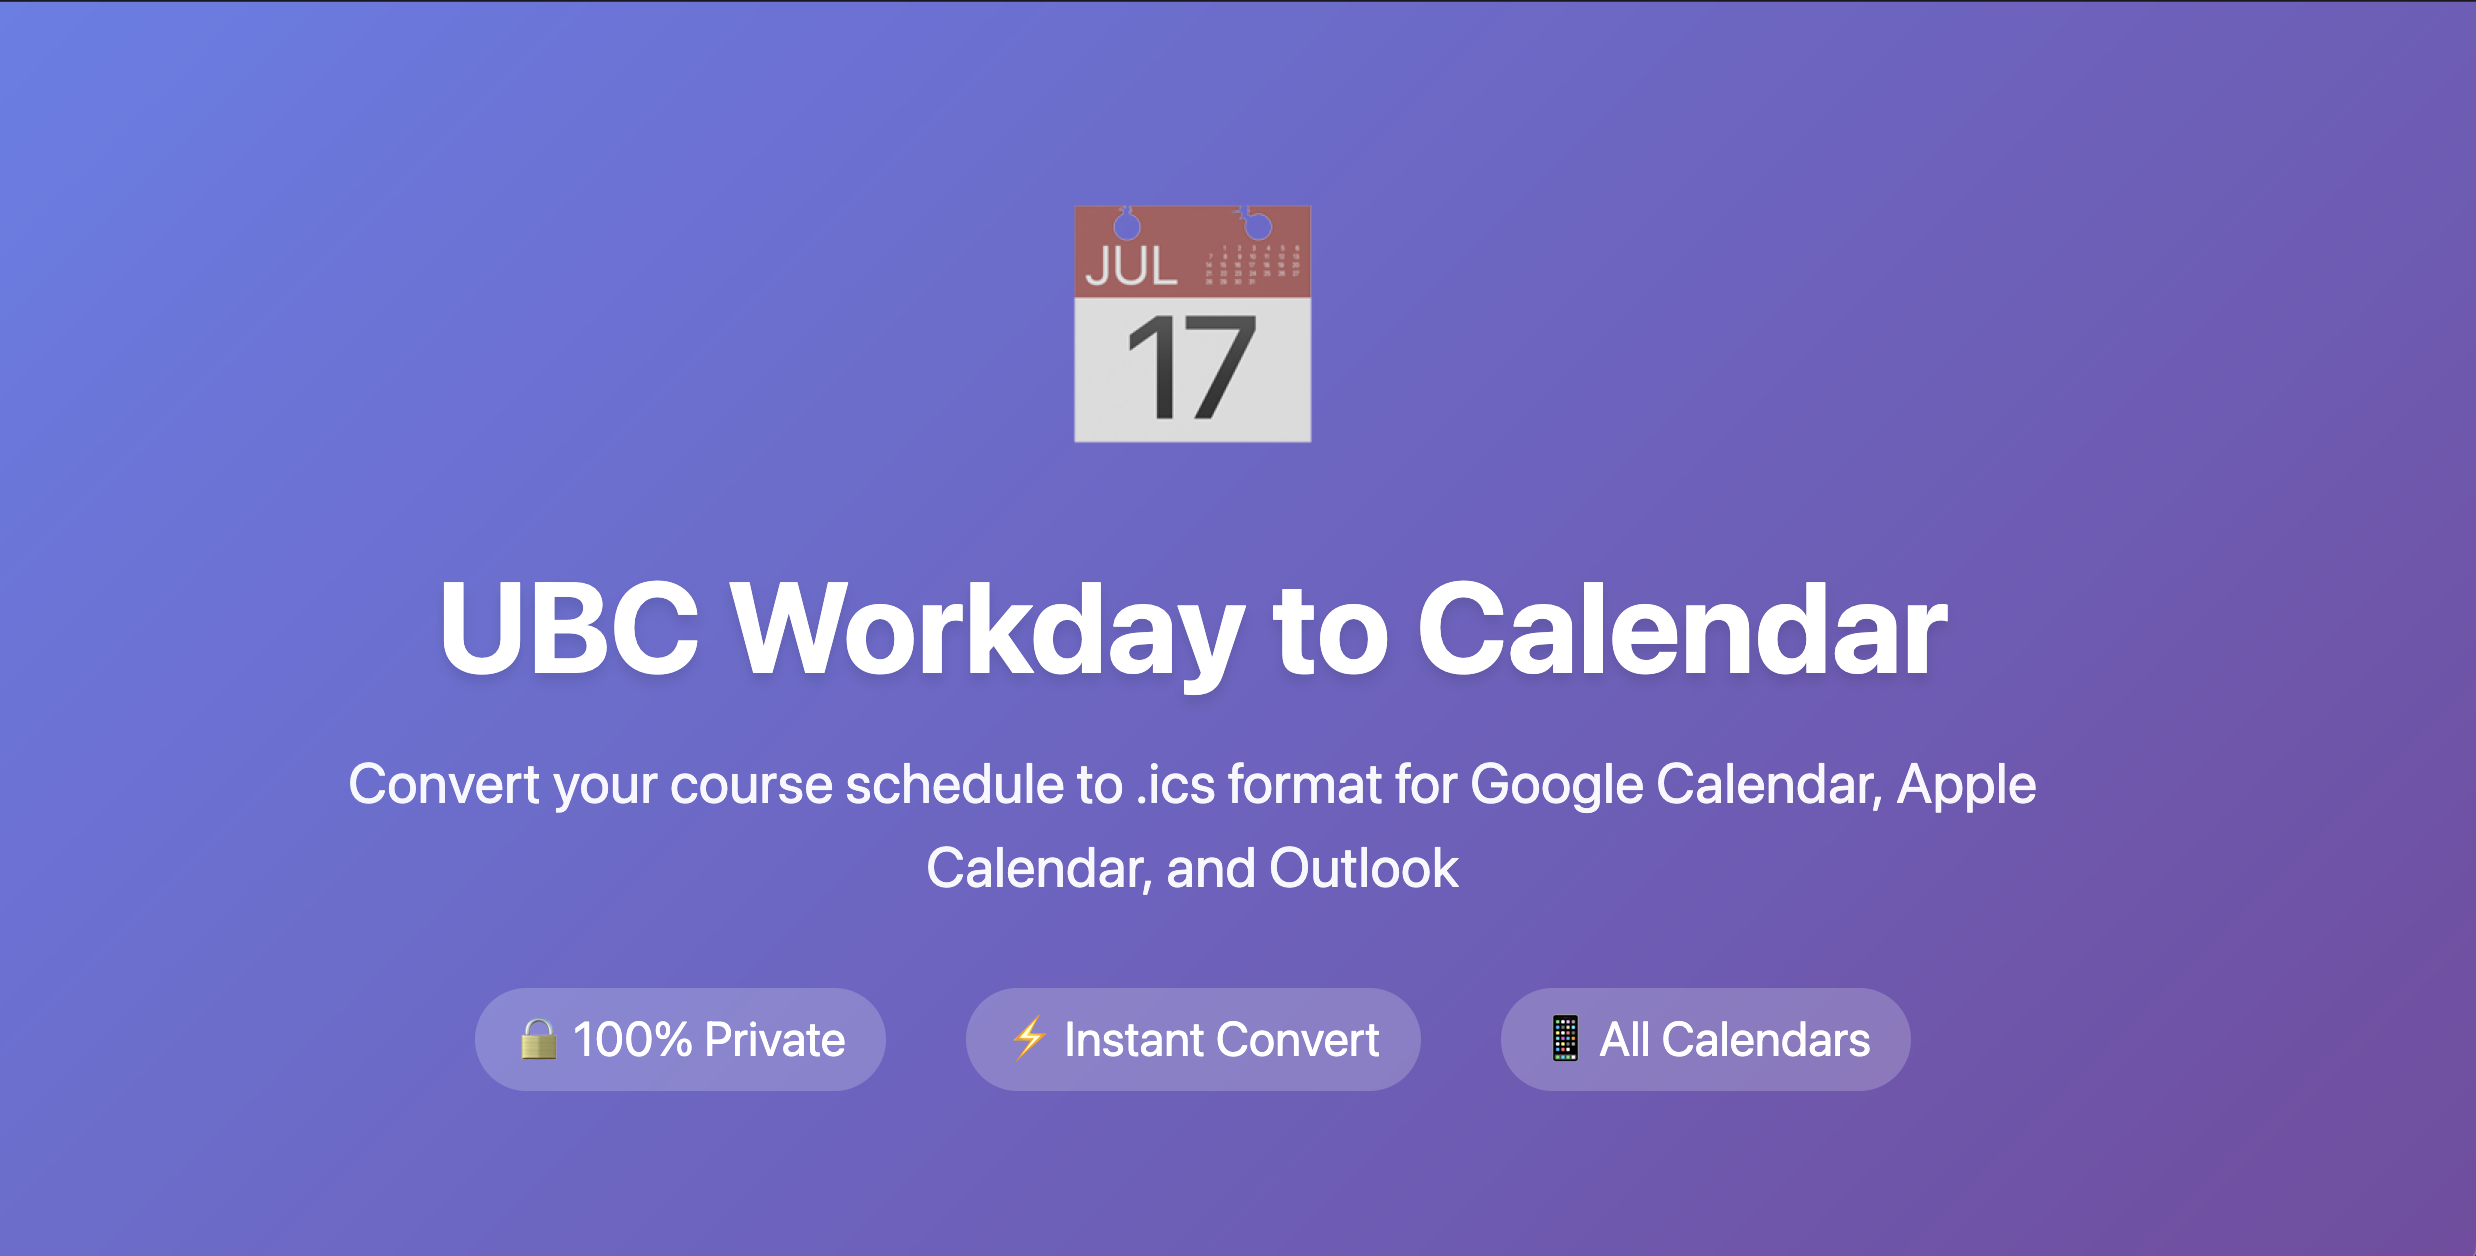 JUL
17
UBC Workday to Calendar
Convert your course schedule to .ics format for Google Calendar, Apple
Calendar, and Outlook
100% Private
Instant Convert
All Calendars